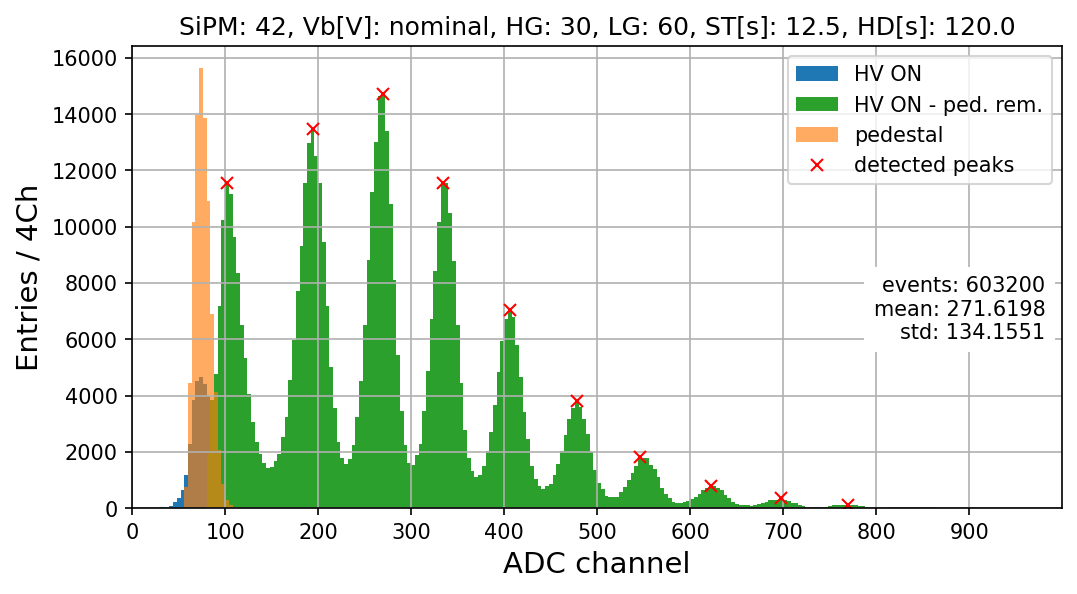 SiPM: 42, Vb[V]: nominal, HG: 30, LG: 60, ST[s]: 12.5, HD[s]: 120.0
Entries / 4Ch
16000
14000
12000
10000
8000
6000
4000
2000
0
HV ON
HV ON - ped. rem.
pedestal
detected peaks
events: 603200
mean: 271.6198
std: 134.1551
0 100 200 300 400 500 600 700 800 900
ADC channel